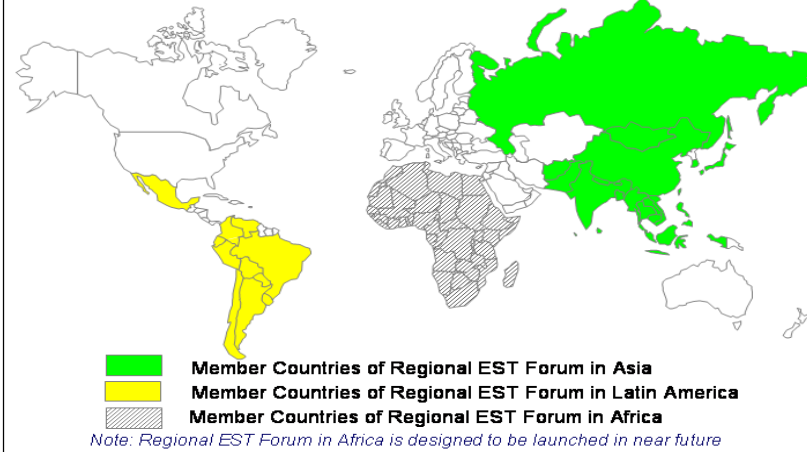 Member Countries of Regional EST Forum in Asia
Member Countries of Regional EST Forum in Latin America
Member Countries of Regional EST Forum in Africa
Note: Regional EST Forum in Africa is designed to be launched in near future